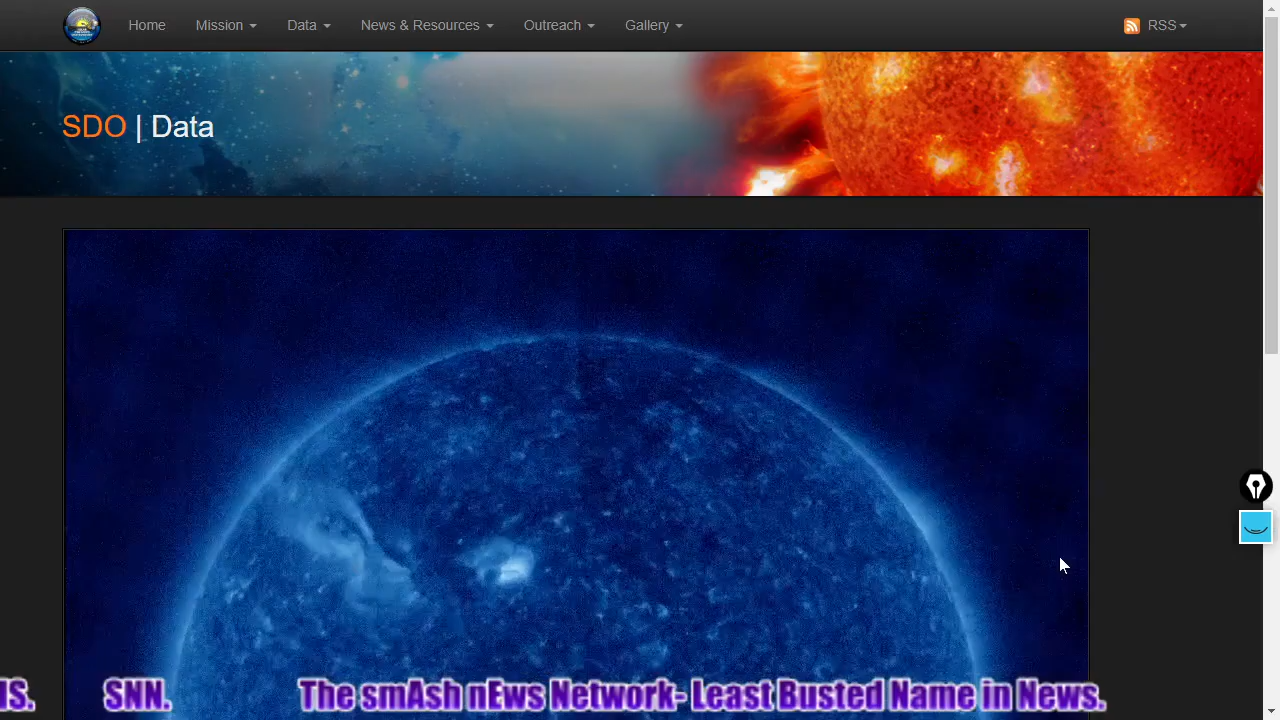 Home Mission Data News & Resources Outreach Gallery RSS
SDO | Data
IS. SNN. The smAsh nEws Network- Least Busted Name in News.